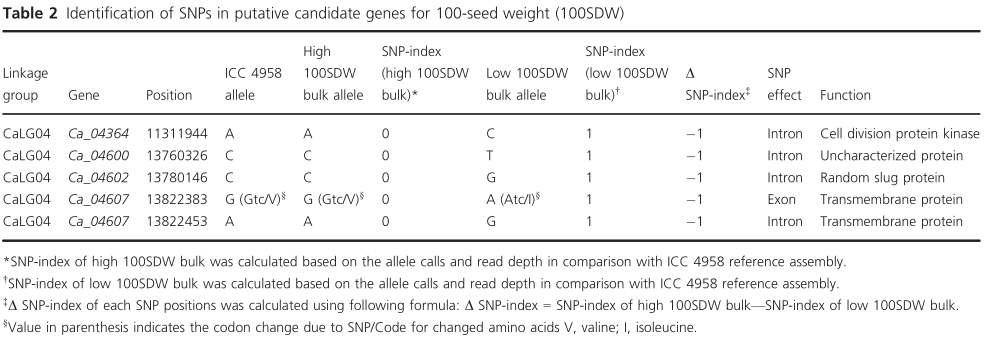 Table 2 Identification of SNPs in putative candidate genes for 100-seed weight (100SDW)
Linkage group Gene Position ICC 4958 allele High 100SDW bulk allele SNP-index (high 100SDW bulk)* Low 100SDW bulk allele SNP-index (low 100SDW bulk)† Δ SNP-index‡ SNP effect Function
CaLG04 Ca_04364 11311944 A A 0 C 1 −1 Intron Cell division protein kinase
CaLG04 Ca_04600 13760326 C C 0 T 1 −1 Intron Uncharacterized protein
CaLG04 Ca_04602 13780146 C C 0 G 1 −1 Intron Random slug protein
CaLG04 Ca_04607 13822383 G (Gtc/V)§ G (Gtc/V)§ 0 A (Atc/I)§ 1 −1 Exon Transmembrane protein
CaLG04 Ca_04607 13822453 A A 0 G 1 −1 Intron Transmembrane protein
*SNP-index of high 100SDW bulk was calculated based on the allele calls and read depth in comparison with ICC 4958 reference assembly.
†SNP-index of low 100SDW bulk was calculated based on the allele calls and read depth in comparison with ICC 4958 reference assembly.
‡Δ SNP-index of each SNP positions was calculated using following formula: Δ SNP-index = SNP-index of high 100SDW bulk—SNP-index of low 100SDW bulk.
§Value in parenthesis indicates the codon change due to SNP/Code for changed amino acids V, valine; I, isoleucine.